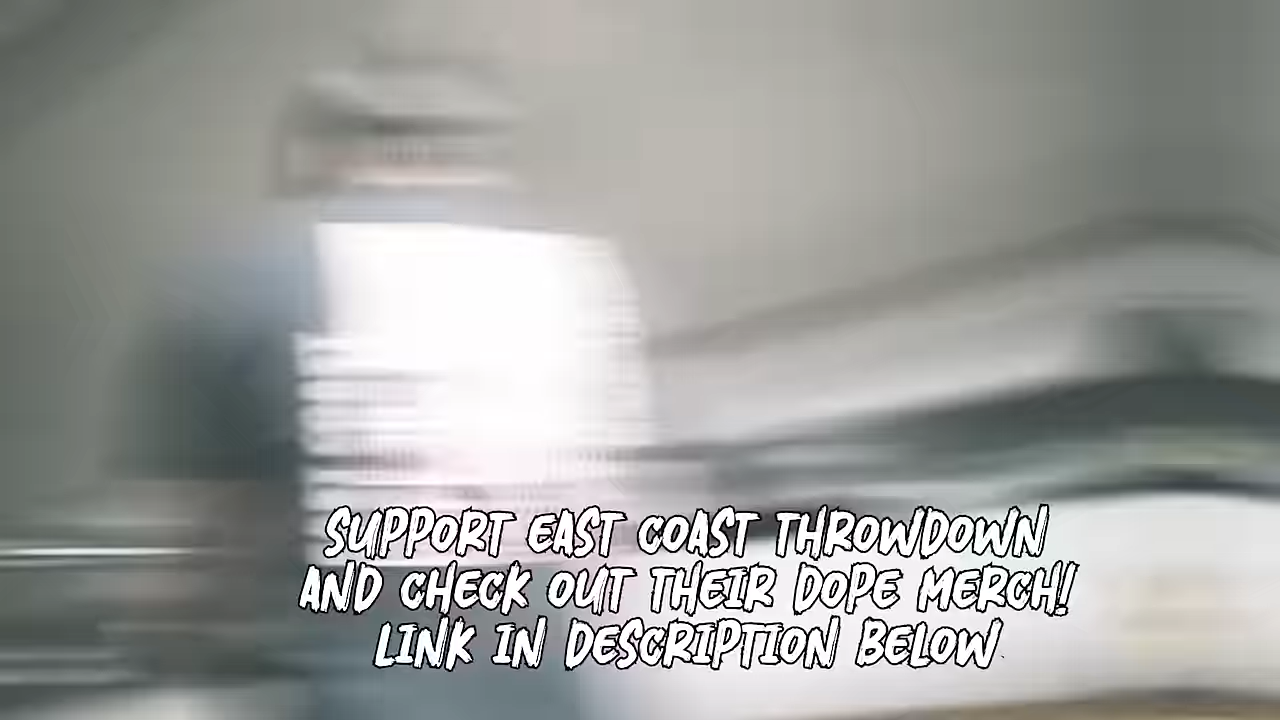 SUPPORT EAST COAST THROWDOWN
AND CHECK OUT THEIR DOPE MERCH!
LINK IN DESCRIPTION BELOW